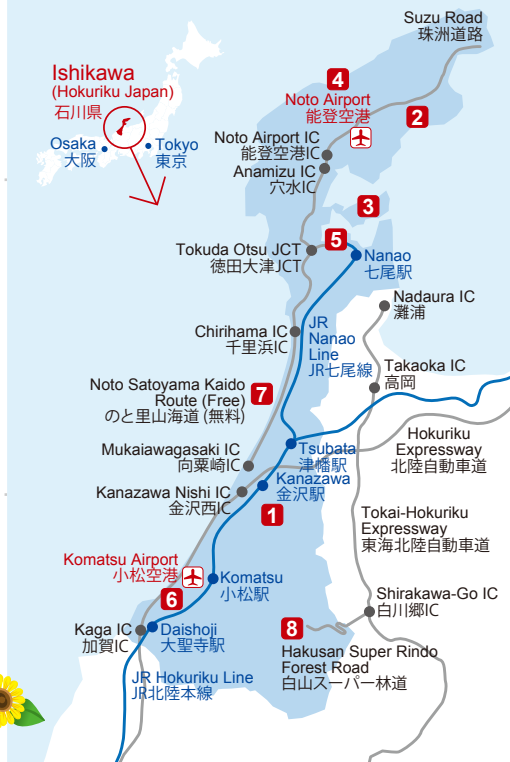 Suzu Road
珠洲道路
Ishikawa
(Hokuriku Japan)
石川県
Osaka
大阪
Tokyo
東京
4
Noto Airport
能登空港
2
Noto Airport IC
能登空港IC
Anamizu IC
穴水IC
3
5
Tokuda Otsu JCT
徳田大津JCT
Nanao
七尾駅
Nadaura IC
灘浦
Chirihama IC
千里浜IC
JR
Nanao
Line
JR七尾線
Takaoka IC
高岡
Noto Satoyama Kaido
Route (Free)
のと里山海道(無料)
7
Mukaiawagasaki IC
向粟崎IC
Tsubata
津幡駅
Hokuriku
Expressway
北陸自動車道
Kanazawa Nishi IC
金沢西IC
Kanazawa
金沢駅
1
Tokai-Hokuriku
Expressway
東海北陸自動車道
Komatsu Airport
小松空港
Komatsu
小松駅
6
Shirakawa-Go IC
白川郷IC
Kaga IC
加賀IC
Daishoji
大聖寺駅
8
Hakusan Super Rindo
Forest Road
白山スーパー林道
JR Hokuriku Line
JR北陸本線